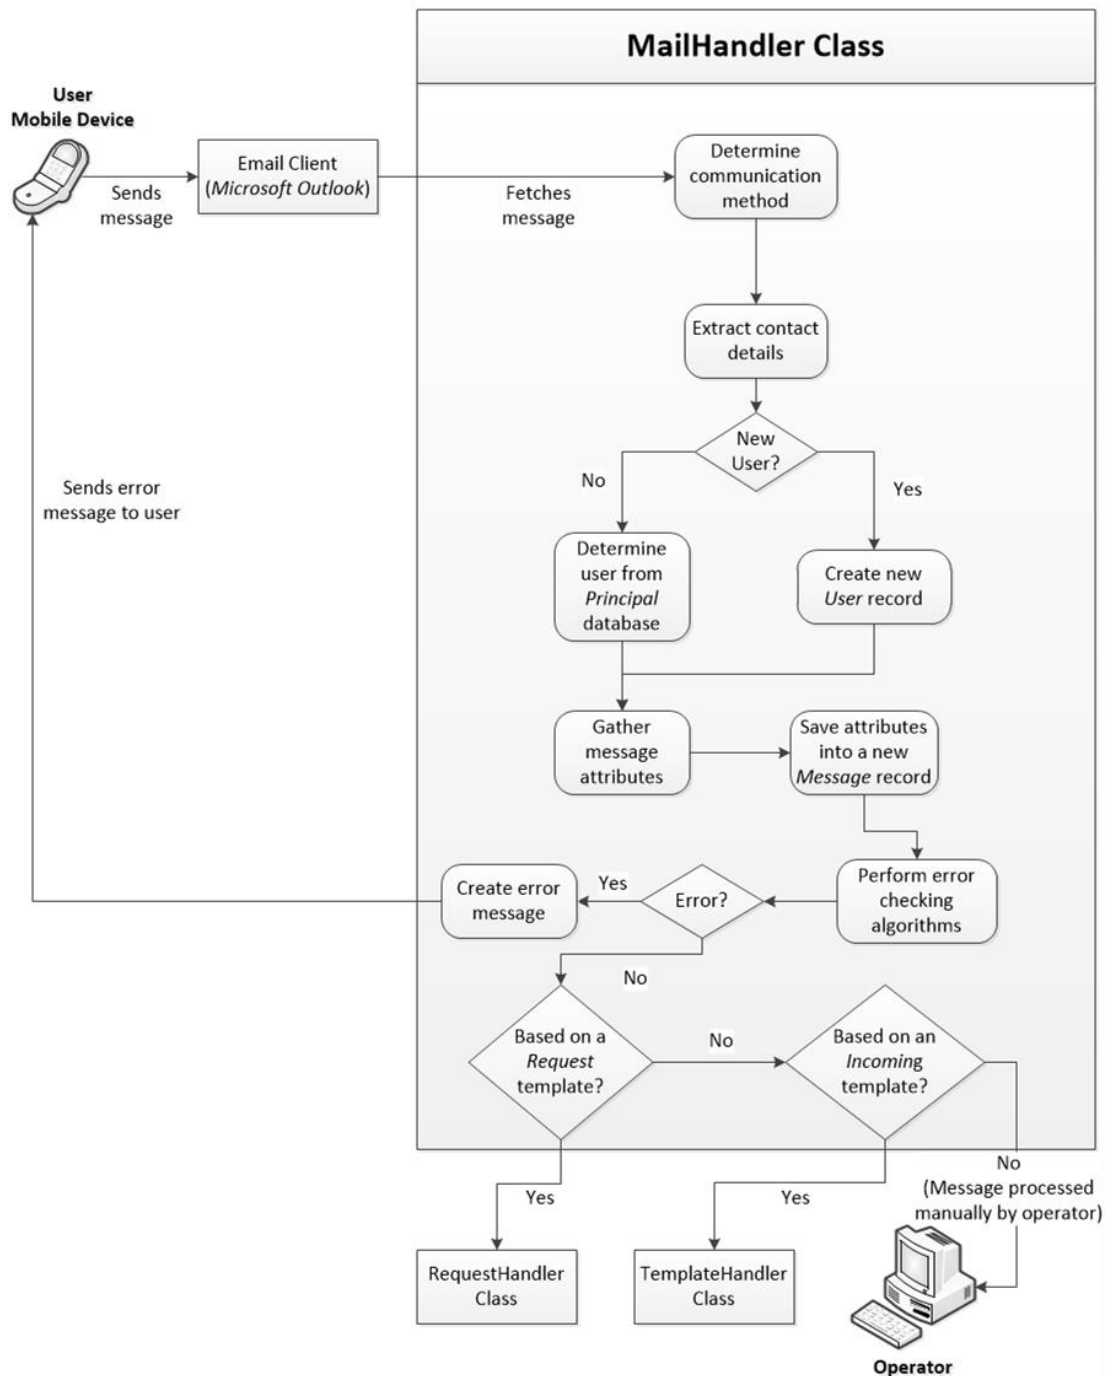 MailHandler Class
User
Mobile Device
Email Client
(Microsoft Outlook)
Sends
message
Fetches
message
Determine
communication
method
Extract contact
details
New
User?
No
Yes
Sends error
message to user
Determine
user from
Principal
database
Create new
User record
Gather
message
attributes
Save attributes
into a new
Message record
Perform error
checking
algorithms
Error?
Yes
Create error
message
No
Based on a
Request
template?
No
Based on an
Incoming
template?
Yes
Yes
No
(Message processed
manually by operator)
RequestHandler
Class
TemplateHandler
Class
Operator